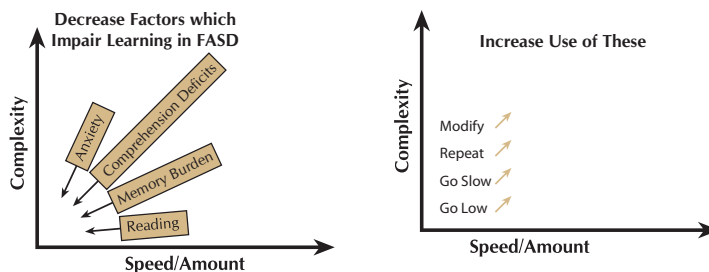 Decrease Factors which
Impair Learning in FASD
Complexity
Anxiety
Comprehension Deficits
Memory Burden
Reading
Speed/Amount
Increase Use of These
Complexity
Modify
Repeat
Go Slow
Go Low
Speed/Amount